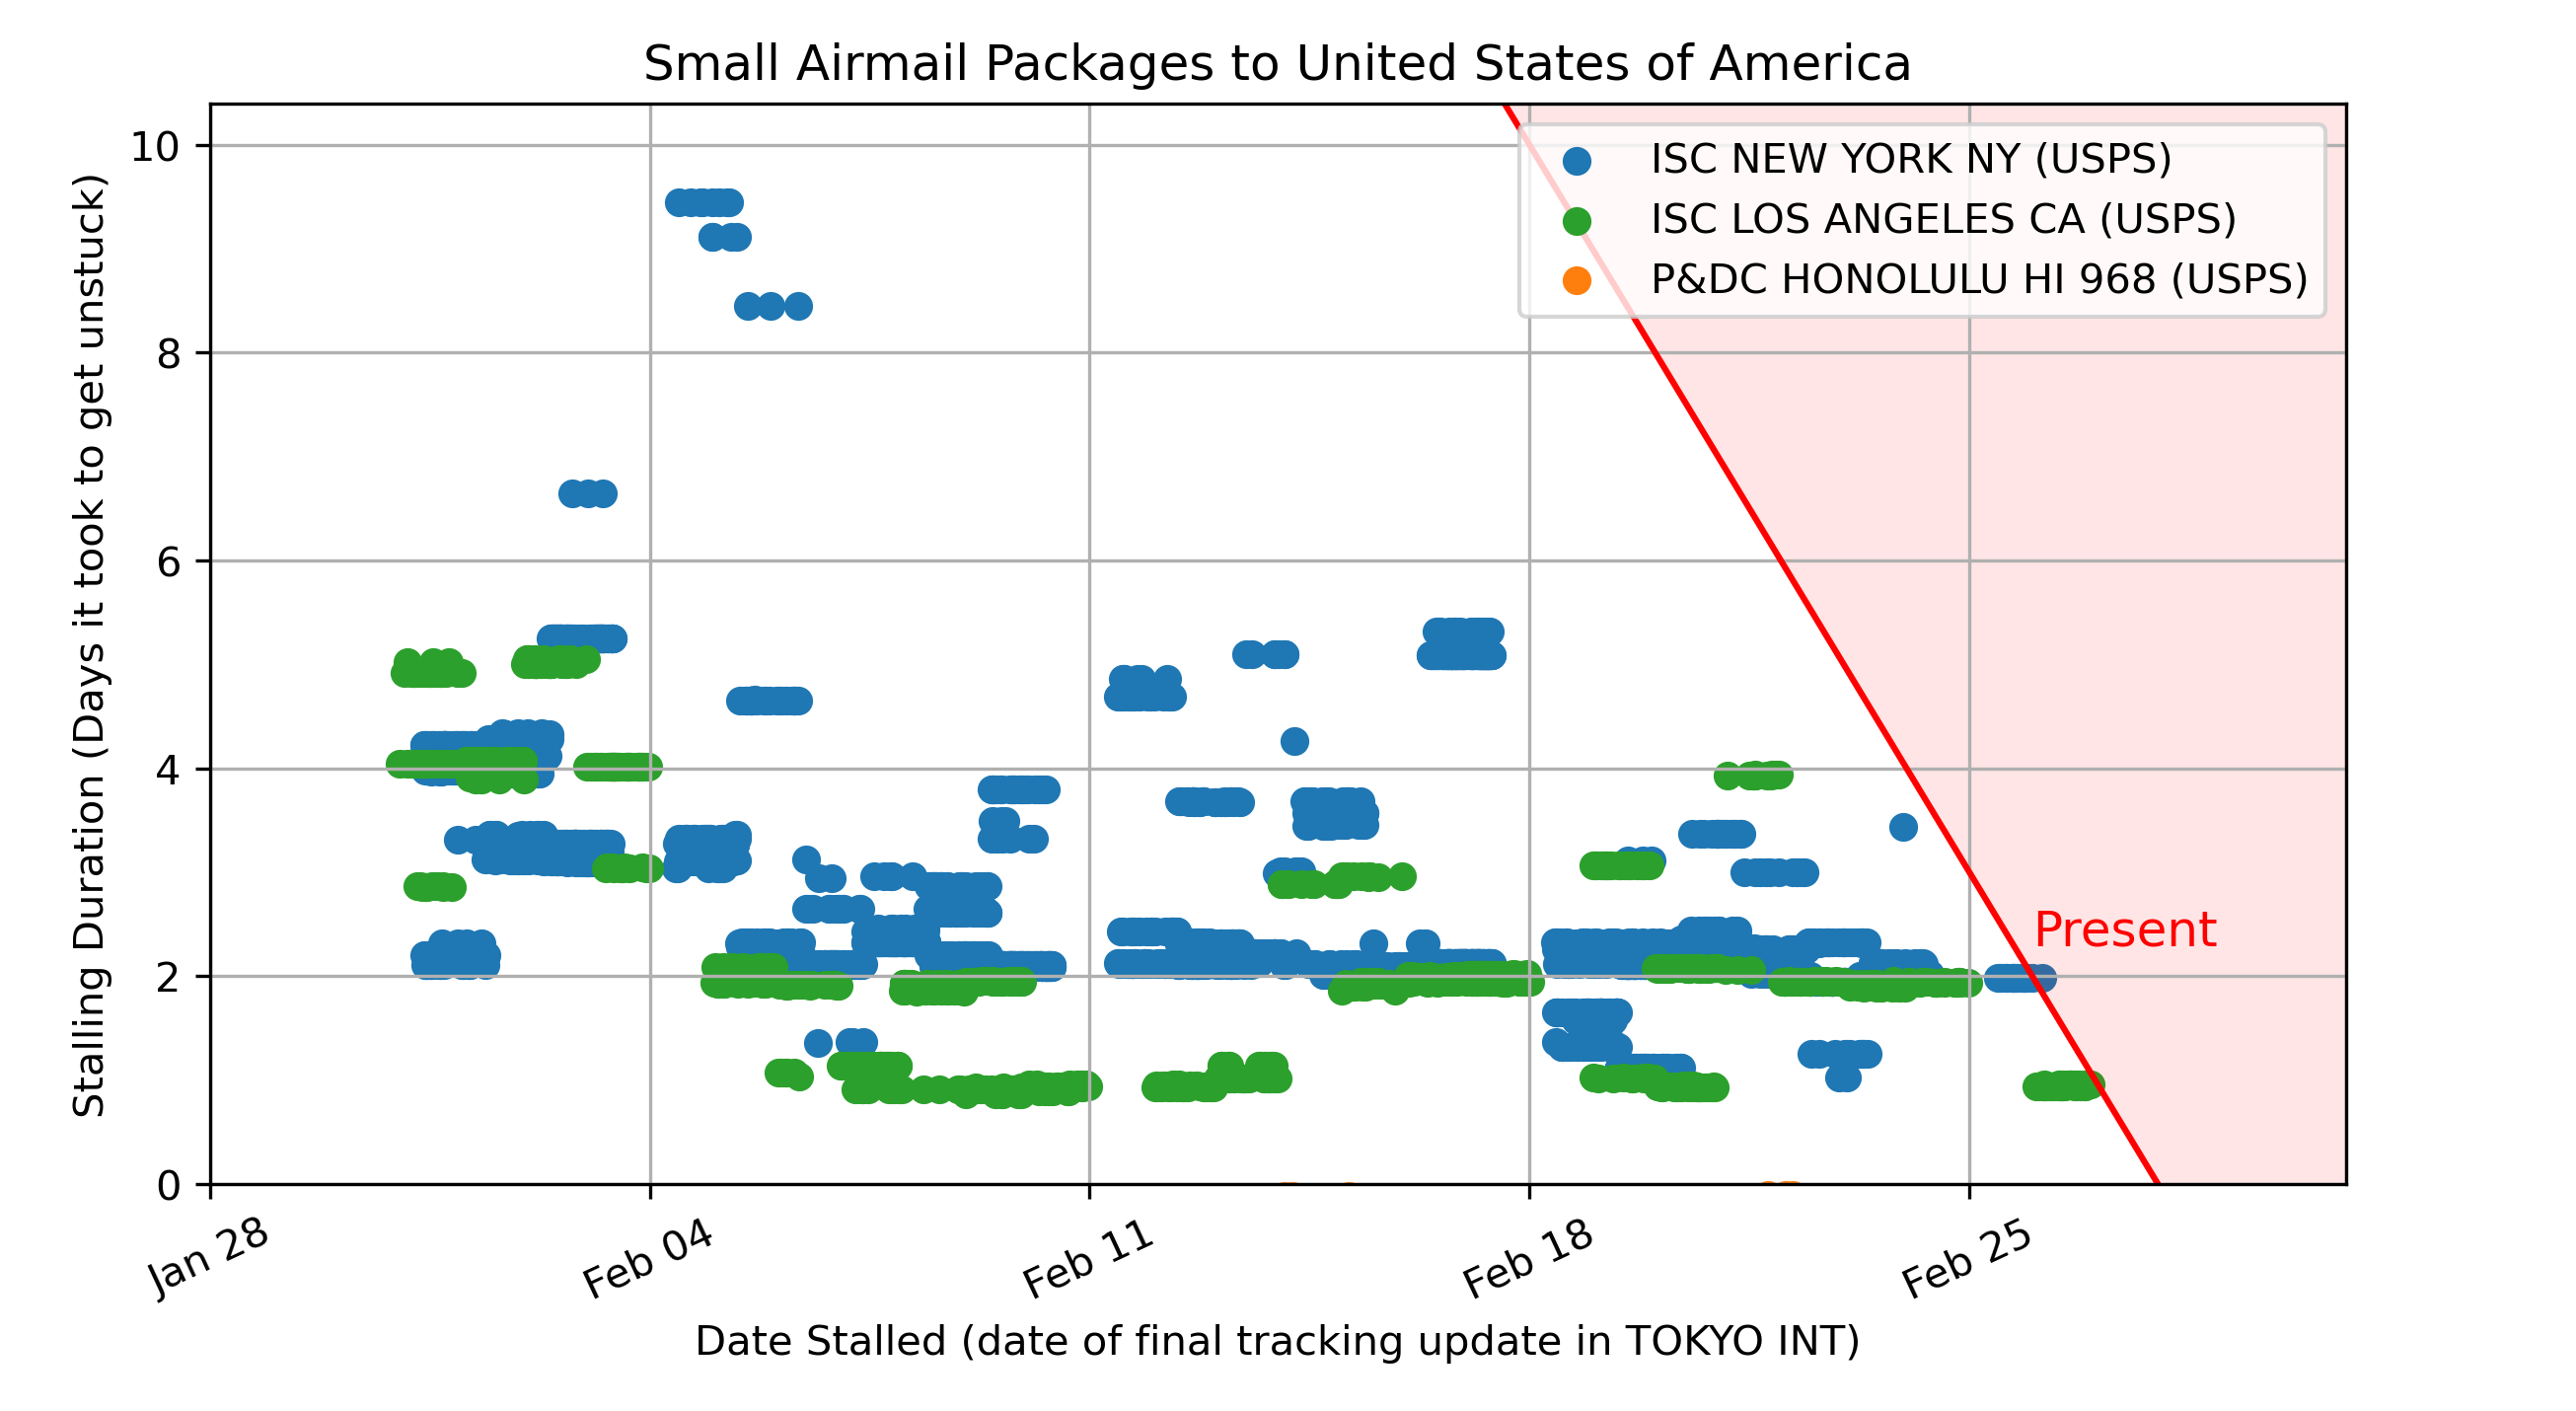 Small Airmail Packages to United States of America
Stalling Duration (Days it took to get unstuck)
10
8
6
4
2
0
ISC NEW YORK NY (USPS)
ISC LOS ANGELES CA (USPS)
P&DC HONOLULU HI 968 (USPS)
Present
Jan 28
Feb 04
Feb 11
Feb 18
Feb 25
Date Stalled (date of final tracking update in TOKYO INT)